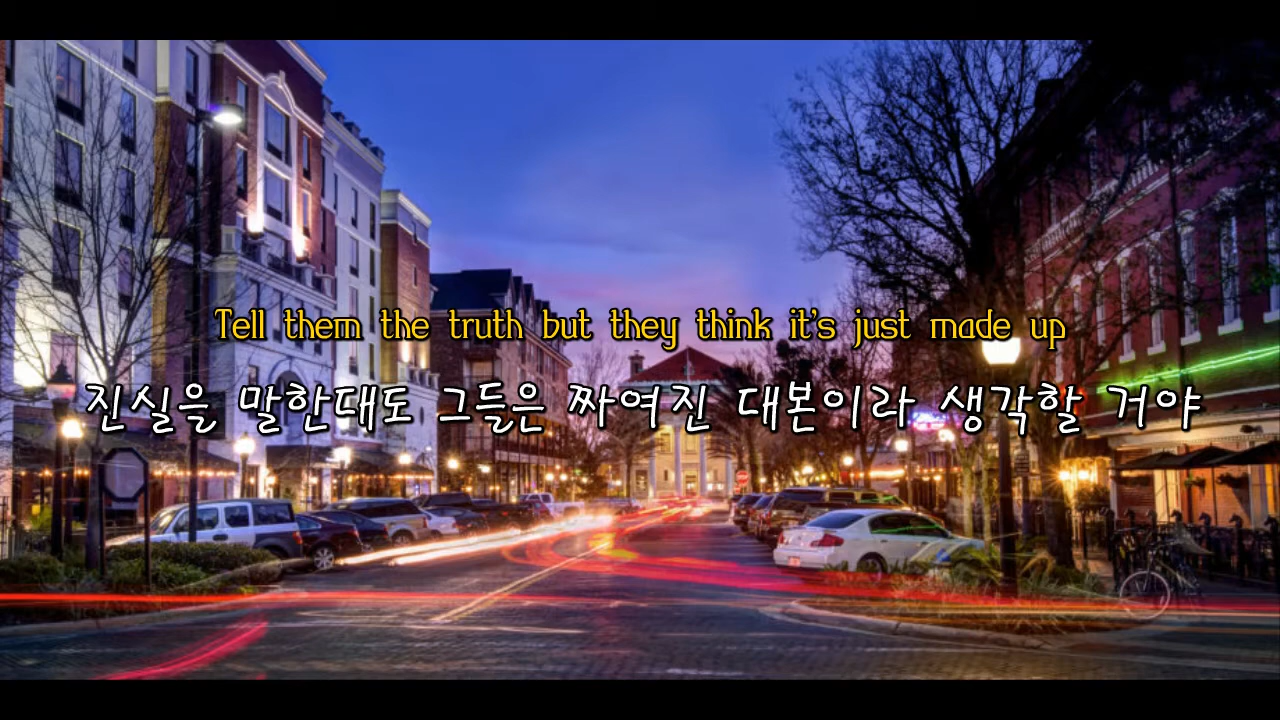 Tell them the truth but they think it's just made up
진실을 말한대도 그들은 짜여진 대본이라 생각할 거야